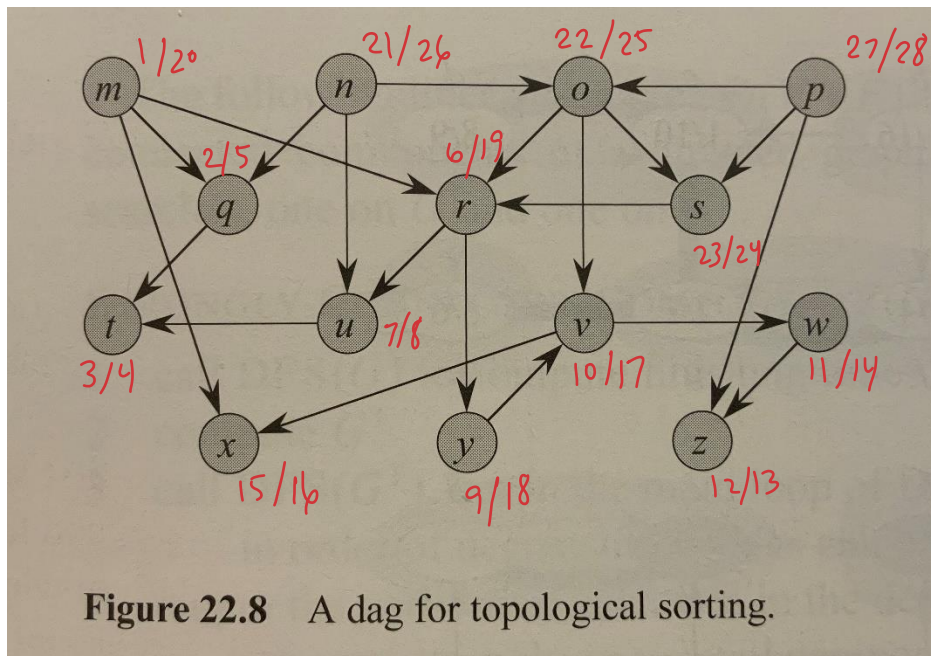 1/20 21/26 22/25 27/28
m n o p
2/5 6/19
q r s
23/24
t u v w
3/4 7/8 10/17 11/14
x y z
15/16 9/18 12/13
Figure 22.8 A dag for topological sorting.